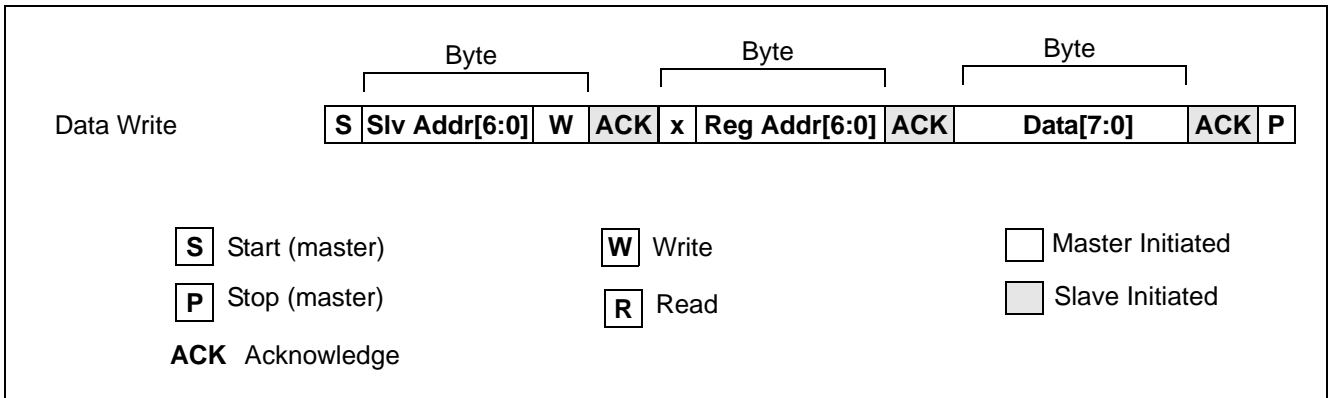 Byte Byte Byte
Data Write S Slv Addr[6:0] W ACK x Reg Addr[6:0] ACK Data[7:0] ACK P
S Start (master) W Write Master Initiated
P Stop (master) R Read Slave Initiated
ACK Acknowledge